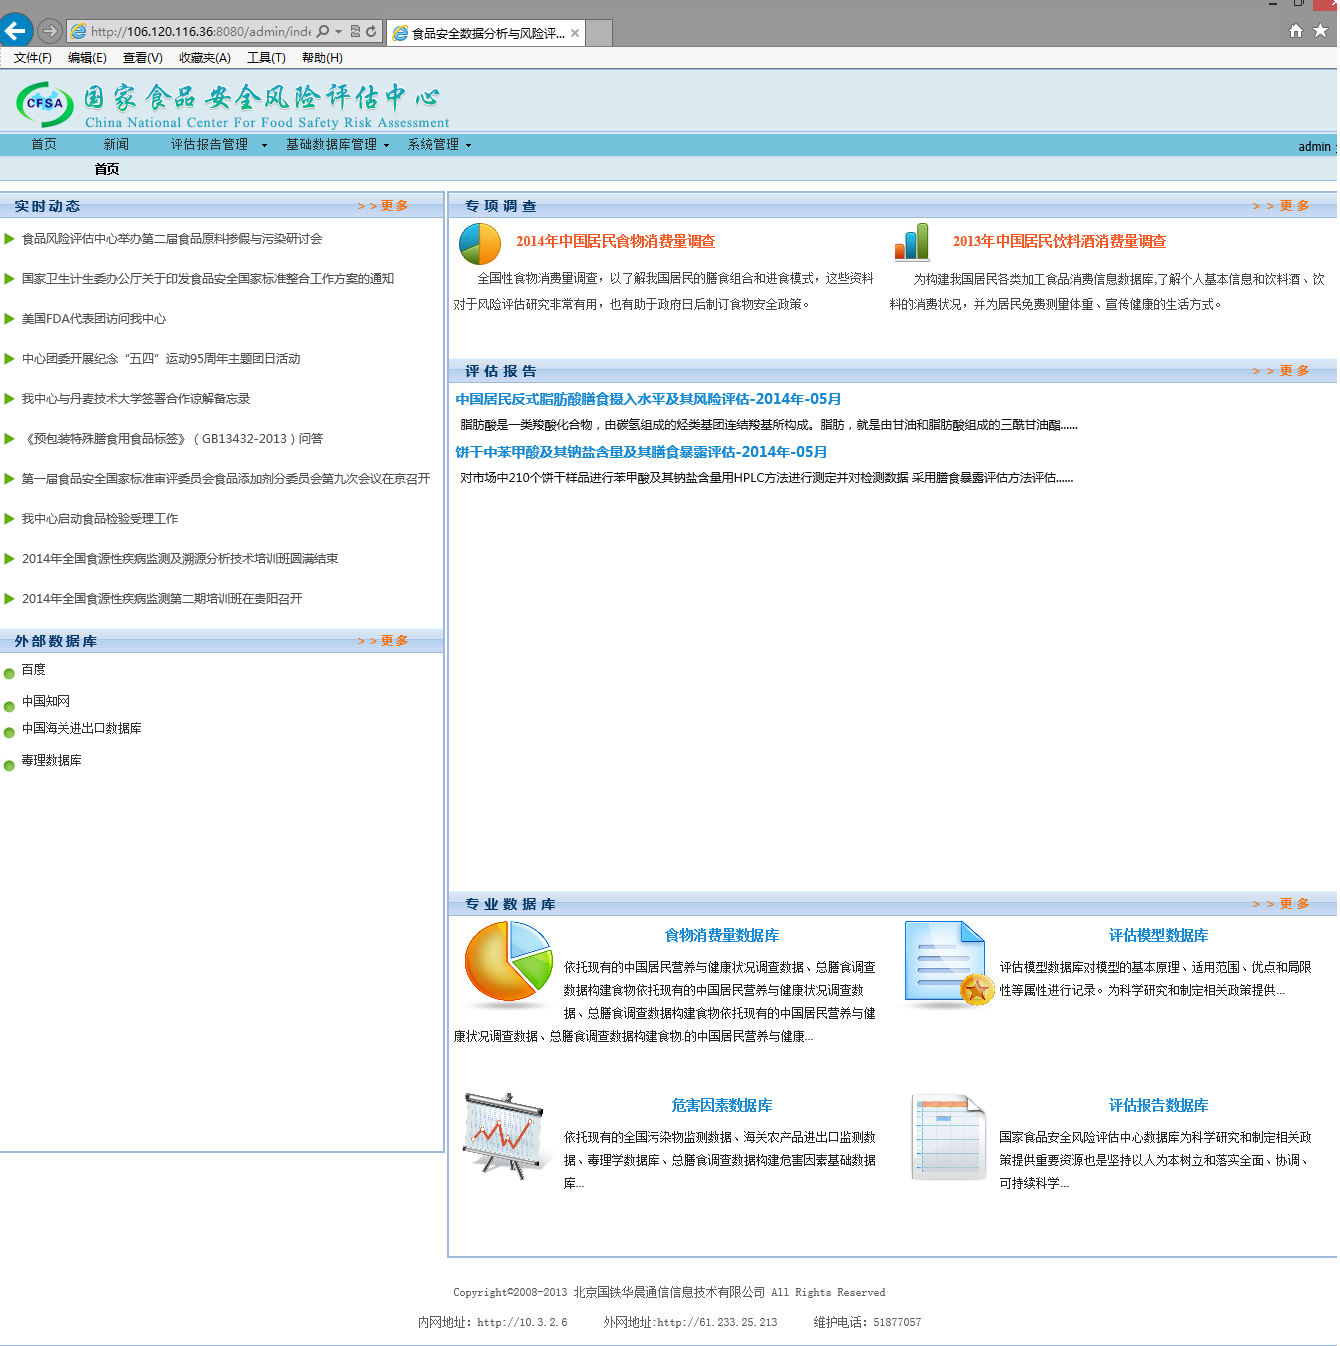 http://106.120.116.36:8080/admin/inde
食品安全数据分析与风险评...
文件(F) 编辑(E) 查看(V) 收藏夹(A) 工具(T) 帮助(H)
CFSA
国家食品安全风险评估中心
China National Center For Food Safety Risk Assessment
首页 新闻 评估报告管理 基础数据库管理 系统管理
admin
首页
实时动态 >>更多
食品风险评估中心举办第二届食品原料掺假与污染研讨会
国家卫生计生委办公厅关于印发食品安全国家标准整合工作方案的通知
美国FDA代表团访问我中心
中心团委开展纪念“五四”运动95周年主题团日活动
我中心与丹麦技术大学签署合作谅解备忘录
《预包装特殊膳食用食品标签》（GB13432-2013）问答
第一届食品安全国家标准审评委员会食品添加剂分委员会第九次会议在京召开
我中心启动食品检验受理工作
2014年全国食源性疾病监测及溯源分析技术培训班圆满结束
2014年全国食源性疾病监测第二期培训班在贵阳召开
外部数据库 >>更多
百度
中国知网
中国海关进出口数据库
毒理数据库
专项调查 >>更多
2014年中国居民食物消费量调查
全国性食物消费量调查，以了解我国居民的膳食组合和进食模式，这些资料
对于风险评估研究非常有用，也有助于政府日后制订食物安全政策。
2013年中国居民饮料酒消费量调查
为构建我国居民各类加工食品消费信息数据库,了解个人基本信息和饮料酒、饮
料的消费状况，并为居民免费测量体重、宣传健康的生活方式。
评估报告 >>更多
中国居民反式脂肪酸膳食摄入水平及其风险评估-2014年-05月
脂肪酸是一类羧酸化合物，由碳氢组成的烃类基团连结羧基所构成。脂肪，就是由甘油和脂肪酸组成的三酰甘油酯......
饼干中苯甲酸及其钠盐含量及其膳食暴露评估-2014年-05月
对市场中210个饼干样品进行苯甲酸及其钠盐含量用HPLC方法进行测定并对检测数据 采用膳食暴露评估方法评估......
专业数据库 >>更多
食物消费量数据库
依托现有的中国居民营养与健康状况调查数据、总膳食调查
数据构建食物依托现有的中国居民营养与健康状况调查数
据、总膳食调查数据构建食物依托现有的中国居民营养与健
康状况调查数据、总膳食调查数据构建食物.的中国居民营养与健康...
评估模型数据库
评估模型数据库对模型的基本原理、适用范围、优点和局限
性等属性进行记录。为科学研究和制定相关政策提供...
危害因素数据库
依托现有的全国污染物监测数据、海关农产品进出口监测数
据、毒理学数据库、总膳食调查数据构建危害因素基础数据
库...
评估报告数据库
国家食品安全风险评估中心数据库为科学研究和制定相关政
策提供重要资源也是坚持以人为本树立和落实全面、协调、
可持续科学...
Copyright©2008-2013 北京国铁华晨通信信息技术有限公司 All Rights Reserved
内网地址：http://10.3.2.6 外网地址:http://61.233.25.213 维护电话：51877057